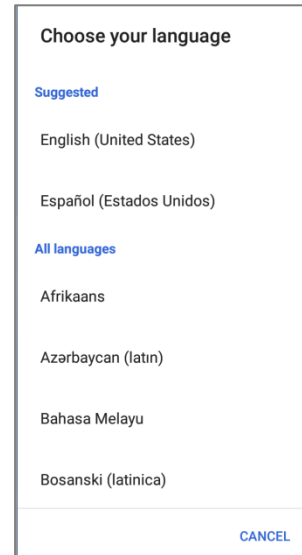 Choose your language
Suggested
English (United States)
Español (Estados Unidos)
All languages
Afrikaans
Azərbaycan (latın)
Bahasa Melayu
Bosanski (latinica)
CANCEL